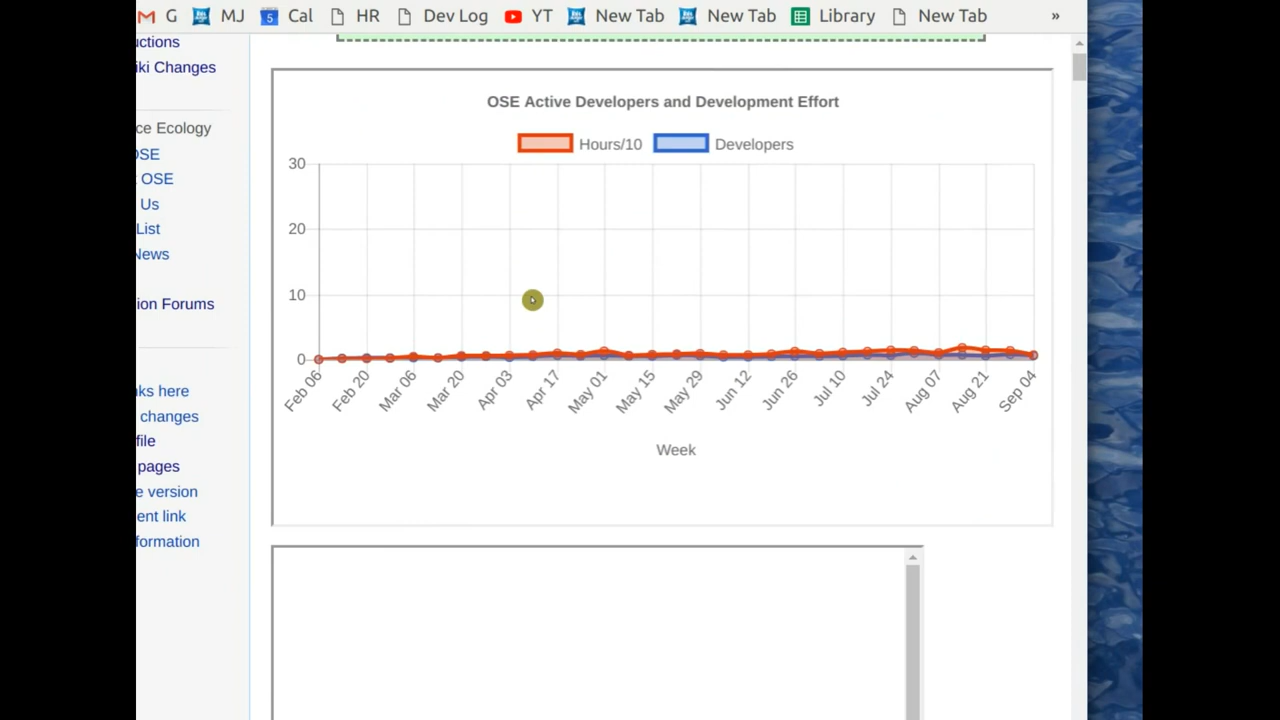 G MJ Cal HR Dev Log YT New Tab New Tab Library New Tab »
uctions
iki Changes
ce Ecology
OSE
OSE
Us
List
News
ion Forums
ks here
changes
file
pages
e version
ent link
formation
OSE Active Developers and Development Effort
Hours/10 Developers
30
20
10
0
Feb 06 Feb 20 Mar 06 Mar 20 Apr 03 Apr 17 May 01 May 15 May 29 Jun 12 Jun 26 Jul 10 Jul 24 Aug 07 Aug 21 Sep 04
Week